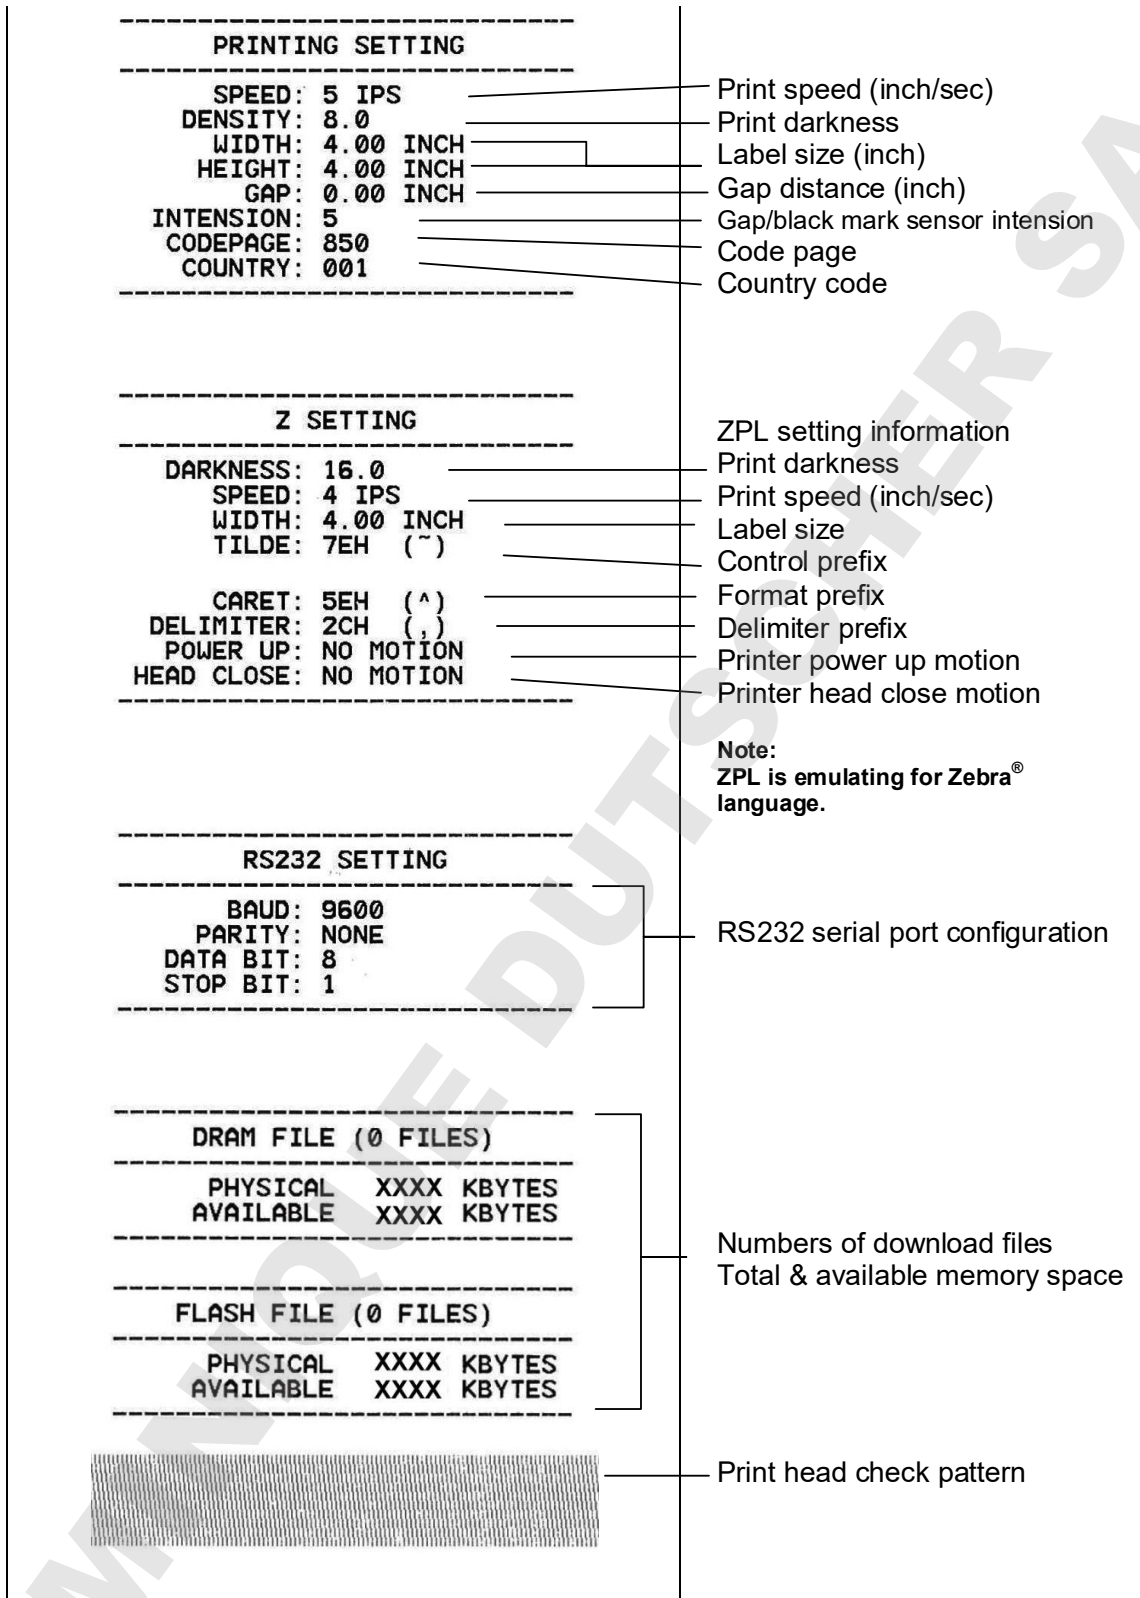 PRINTING SETTING
SPEED: 5 IPS
DENSITY: 8.0
WIDTH: 4.00 INCH
HEIGHT: 4.00 INCH
GAP: 0.00 INCH
INTENSION: 5
CODEPAGE: 850
COUNTRY: 001
Print speed (inch/sec)
Print darkness
Label size (inch)
Gap distance (inch)
Gap/black mark sensor intension
Code page
Country code
Z SETTING
DARKNESS: 16.0
SPEED: 4 IPS
WIDTH: 4.00 INCH
TILDE: 7EH (~)
CARET: 5EH (^)
DELIMITER: 2CH (,)
POWER UP: NO MOTION
HEAD CLOSE: NO MOTION
ZPL setting information
Print darkness
Print speed (inch/sec)
Label size
Control prefix
Format prefix
Delimiter prefix
Printer power up motion
Printer head close motion
Note:
ZPL is emulating for Zebra®
language.
RS232 SETTING
BAUD: 9600
PARITY: NONE
DATA BIT: 8
STOP BIT: 1
RS232 serial port configuration
DRAM FILE (0 FILES)
PHYSICAL XXXX KBYTES
AVAILABLE XXXX KBYTES
FLASH FILE (0 FILES)
PHYSICAL XXXX KBYTES
AVAILABLE XXXX KBYTES
Numbers of download files
Total & available memory space
Print head check pattern
DUTSCHER SA